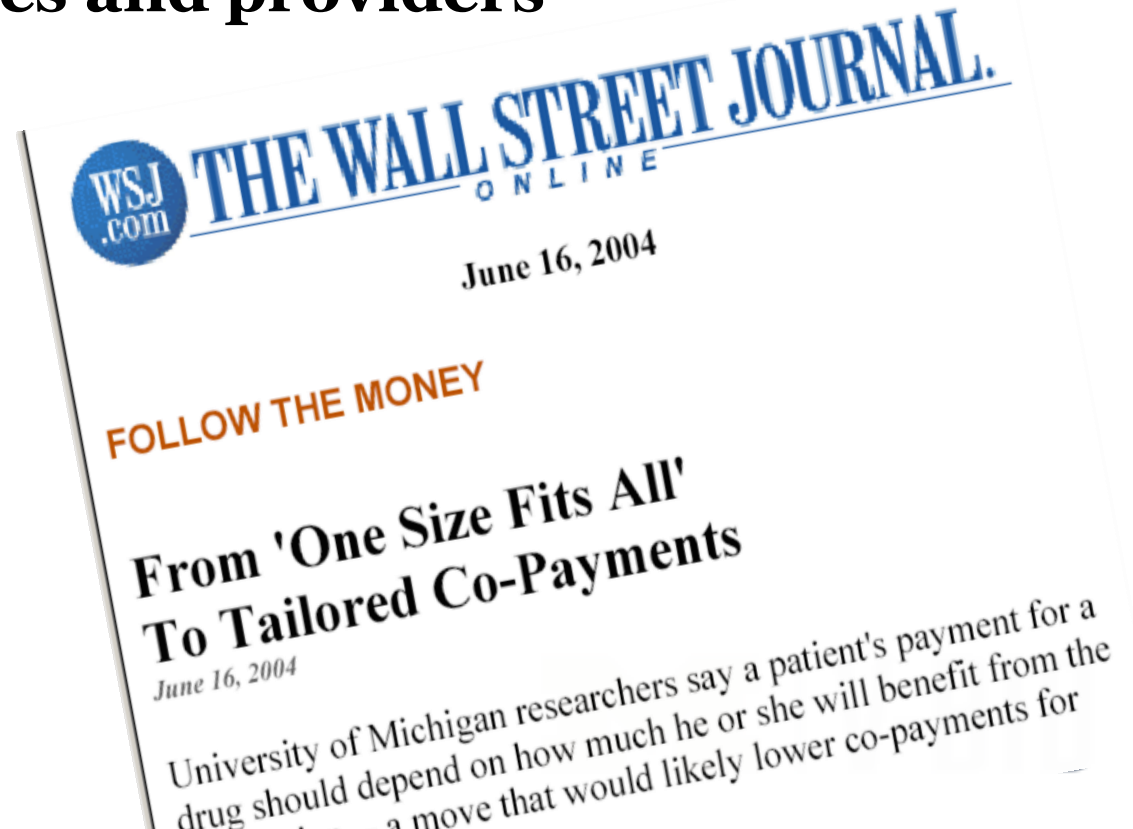 es and providers
THE WALL STREET JOURNAL.
WSJ
.com
ONLINE
June 16, 2004
FOLLOW THE MONEY
From 'One Size Fits All'
To Tailored Co-Payments
June 16, 2004
University of Michigan researchers say a patient's payment for a
drug should depend on how much he or she will benefit from the
a move that would likely lower co-payments for